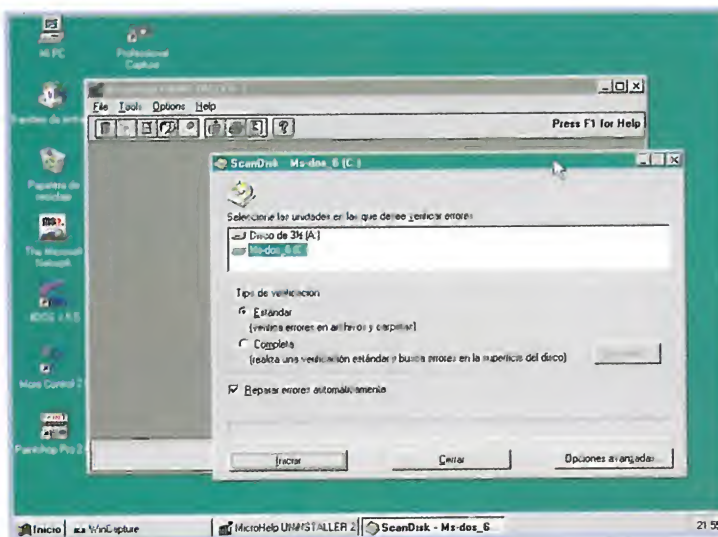 Mi PC
Professional
Capture
File Tools Options Help
Press F1 for Help
ScanDisk - Ms-dos_6 (C:)
Seleccione las unidades en las que desee verificar errores
Disco de 3½ (A:)
Ms-dos_6 (C:)
Papelera de
reciclaje
The Microsoft
Network
Tipo de verificación
Estándar
(verifica errores en archivos y carpetas)
Completa
(realiza una verificación estándar y busca errores en la superficie del disco)
Micro Control 2
Reparar errores automáticamente
Paintshop Pro 2
Iniciar
Cerrar
Opciones avanzadas...
Inicio
WinCapture
MicroHelp UNINSTALLER 2
ScanDisk - Ms-dos_6
21:55